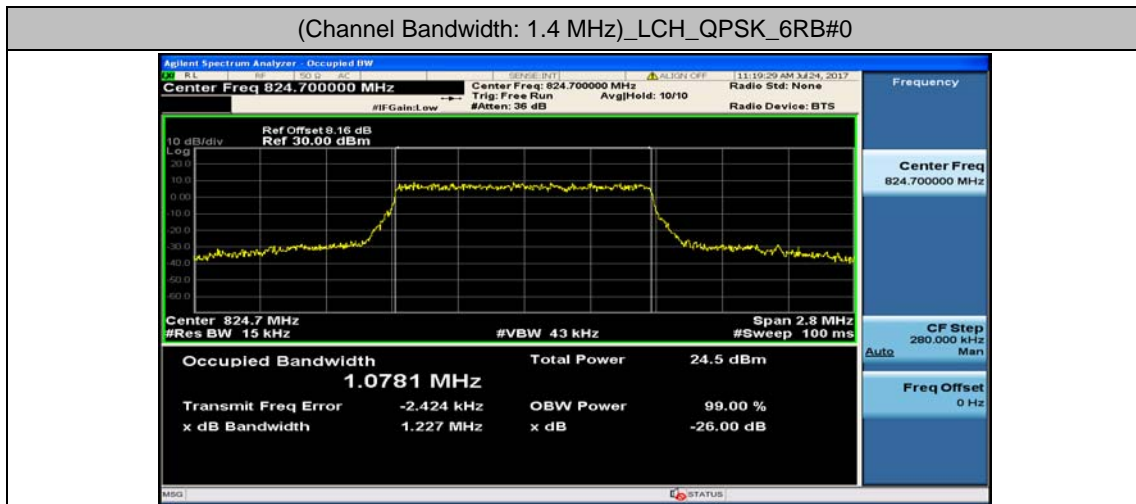 (Channel Bandwidth: 1.4 MHz)_LCH_QPSK_6RB#0
Agilent Spectrum Analyzer - Occupied BW
RL RF 50 Ω AC SENSE:INT ALIGN OFF 11:19:29 AM Jul 24, 2017
Center Freq 824.700000 MHz Center Freq: 824.700000 MHz Radio Std: None Frequency
Trig: Free Run Avg|Hold: 10/10
#IFGain:Low #Atten: 36 dB Radio Device: BTS
Ref Offset 8.16 dB
10 dB/div Ref 30.00 dBm
Log
20.0
10.0
0.00
-10.0
-20.0
-30.0
-40.0
-50.0
-60.0
Center Freq
824.700000 MHz
Center 824.7 MHz Span 2.8 MHz
#Res BW 15 kHz #VBW 43 kHz #Sweep 100 ms
CF Step
280.000 kHz
Auto Man
Occupied Bandwidth Total Power 24.5 dBm
1.0781 MHz
Freq Offset
0 Hz
Transmit Freq Error -2.424 kHz OBW Power 99.00 %
x dB Bandwidth 1.227 MHz x dB -26.00 dB
MSG STATUS